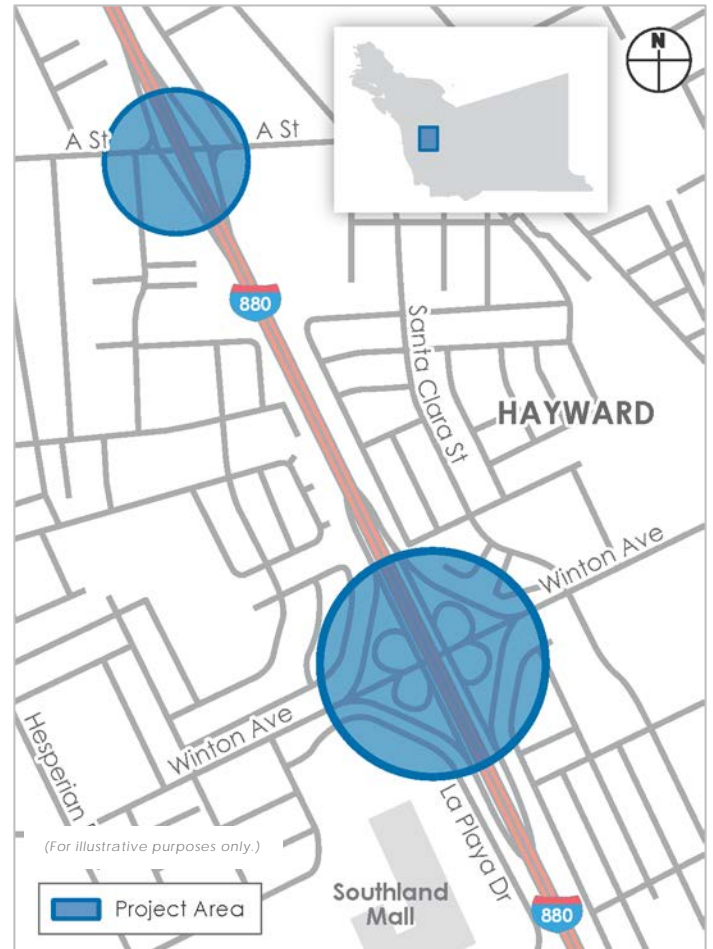 N
A St
A St
880
Santa Clara St
HAYWARD
Winton Ave
Winton Ave
Hesperian
La Playa Dr
(For illustrative purposes only.)
Project Area
Southland
Mall
880